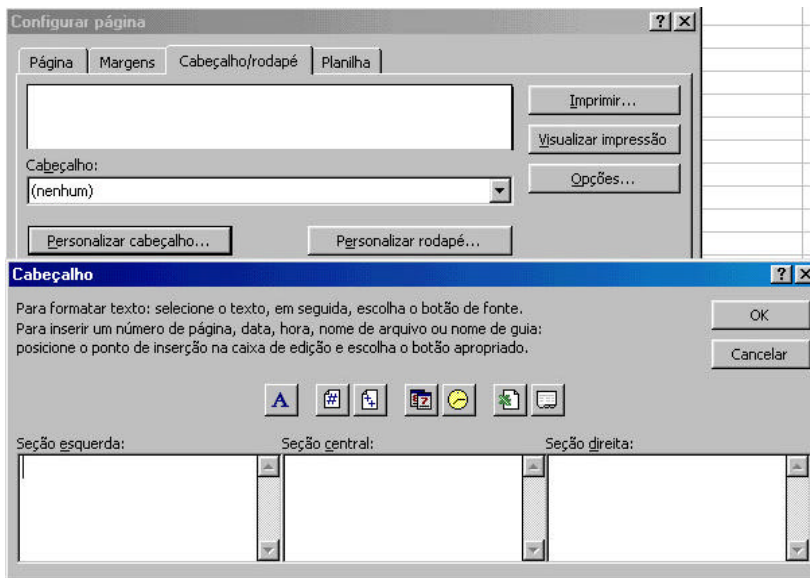 Configurar página
Página
Margens
Cabeçalho/rodapé
Planilha
Imprimir...
Visualizar impressão
Cabeçalho:
(nenhum)
Opções...
Personalizar cabeçalho...
Personalizar rodapé...
Cabeçalho
Para formatar texto: selecione o texto, em seguida, escolha o botão de fonte.
Para inserir um número de página, data, hora, nome de arquivo ou nome de guia:
posicione o ponto de inserção na caixa de edição e escolha o botão apropriado.
OK
Cancelar
A
Seção esquerda:
Seção central:
Seção direita: